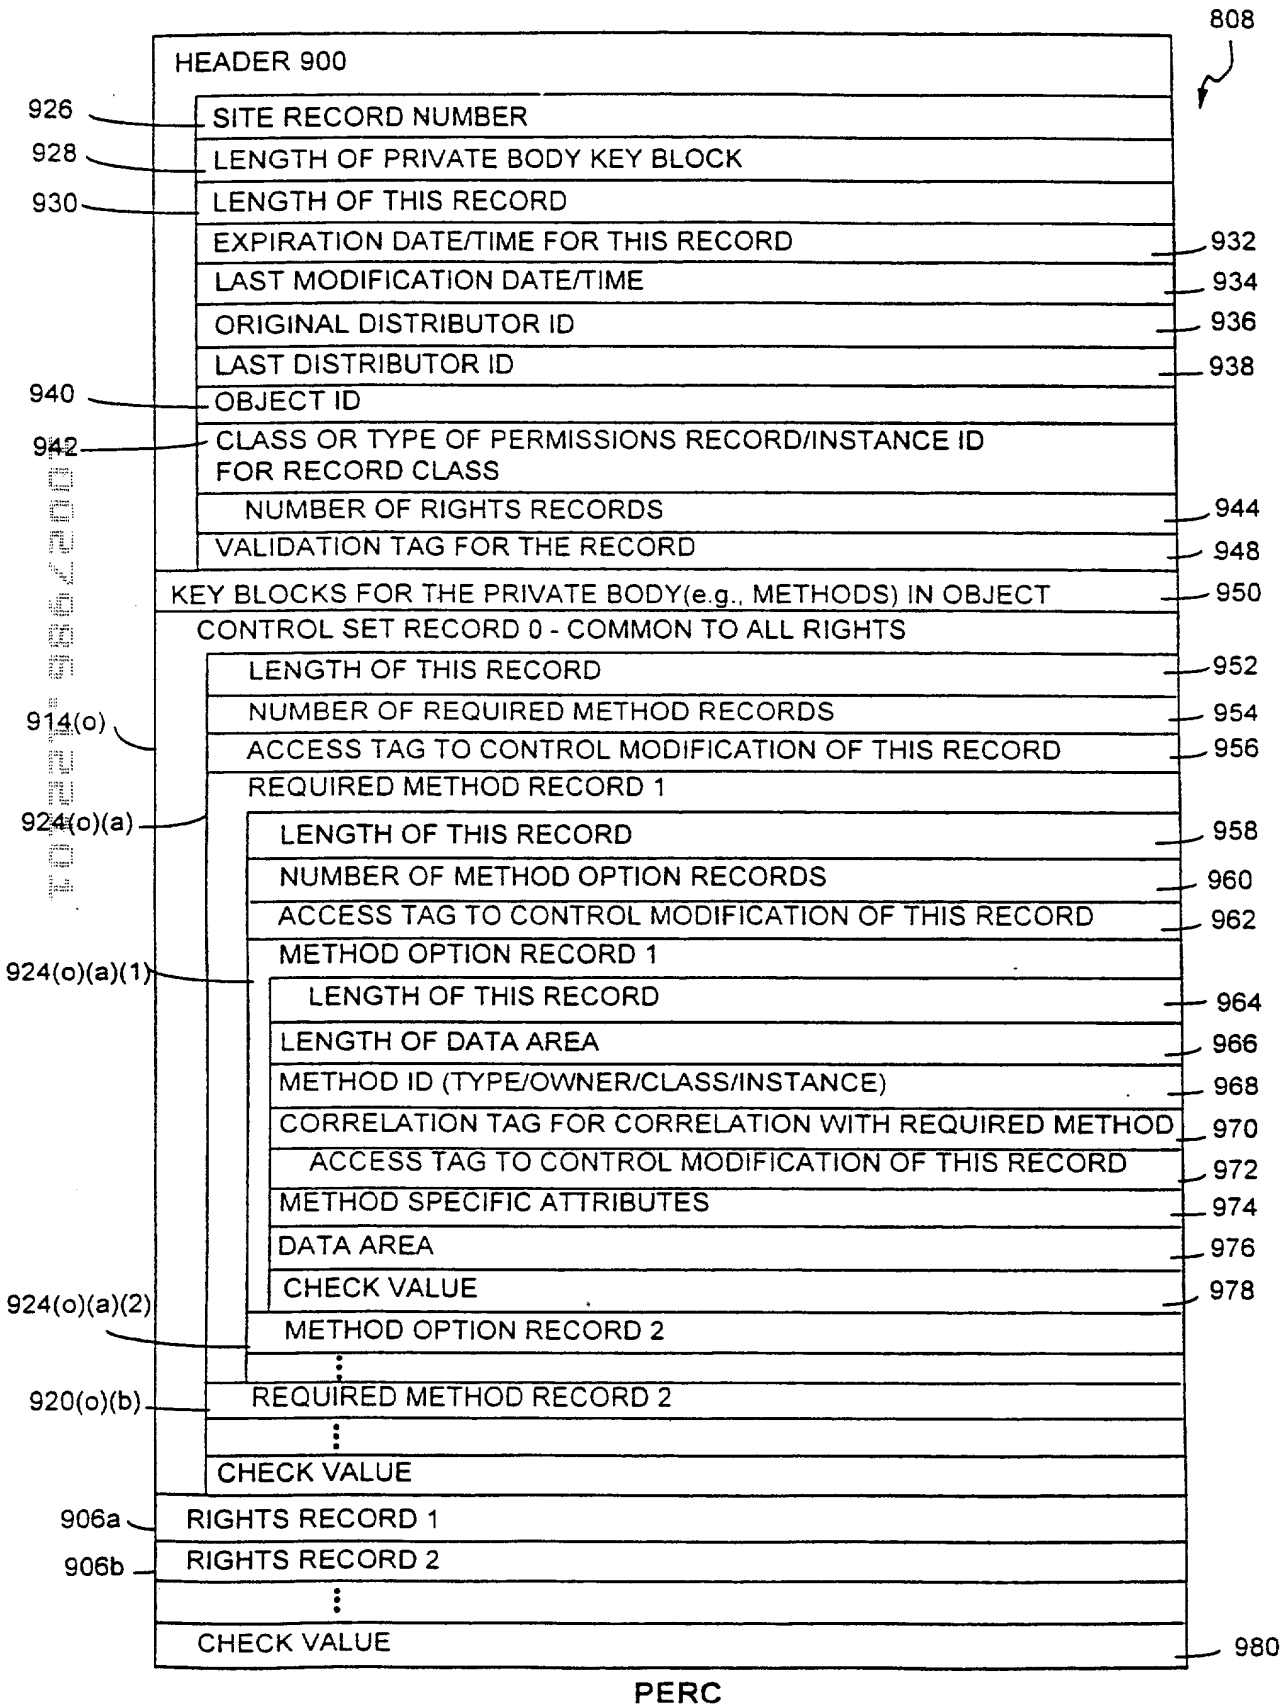 808
HEADER 900
926 SITE RECORD NUMBER
928 LENGTH OF PRIVATE BODY KEY BLOCK
930 LENGTH OF THIS RECORD
EXPIRATION DATE/TIME FOR THIS RECORD 932
LAST MODIFICATION DATE/TIME 934
ORIGINAL DISTRIBUTOR ID 936
LAST DISTRIBUTOR ID 938
940 OBJECT ID
942 CLASS OR TYPE OF PERMISSIONS RECORD/INSTANCE ID
FOR RECORD CLASS
NUMBER OF RIGHTS RECORDS 944
VALIDATION TAG FOR THE RECORD 948
KEY BLOCKS FOR THE PRIVATE BODY(e.g., METHODS) IN OBJECT 950
CONTROL SET RECORD 0 - COMMON TO ALL RIGHTS
LENGTH OF THIS RECORD 952
914(o) NUMBER OF REQUIRED METHOD RECORDS 954
ACCESS TAG TO CONTROL MODIFICATION OF THIS RECORD 956
REQUIRED METHOD RECORD 1
924(o)(a) LENGTH OF THIS RECORD 958
NUMBER OF METHOD OPTION RECORDS 960
ACCESS TAG TO CONTROL MODIFICATION OF THIS RECORD 962
METHOD OPTION RECORD 1
924(o)(a)(1) LENGTH OF THIS RECORD 964
LENGTH OF DATA AREA 966
METHOD ID (TYPE/OWNER/CLASS/INSTANCE) 968
CORRELATION TAG FOR CORRELATION WITH REQUIRED METHOD 970
ACCESS TAG TO CONTROL MODIFICATION OF THIS RECORD 972
METHOD SPECIFIC ATTRIBUTES 974
DATA AREA 976
CHECK VALUE 978
924(o)(a)(2) METHOD OPTION RECORD 2
920(o)(b) REQUIRED METHOD RECORD 2
CHECK VALUE
906a RIGHTS RECORD 1
906b RIGHTS RECORD 2
CHECK VALUE 980
PERC